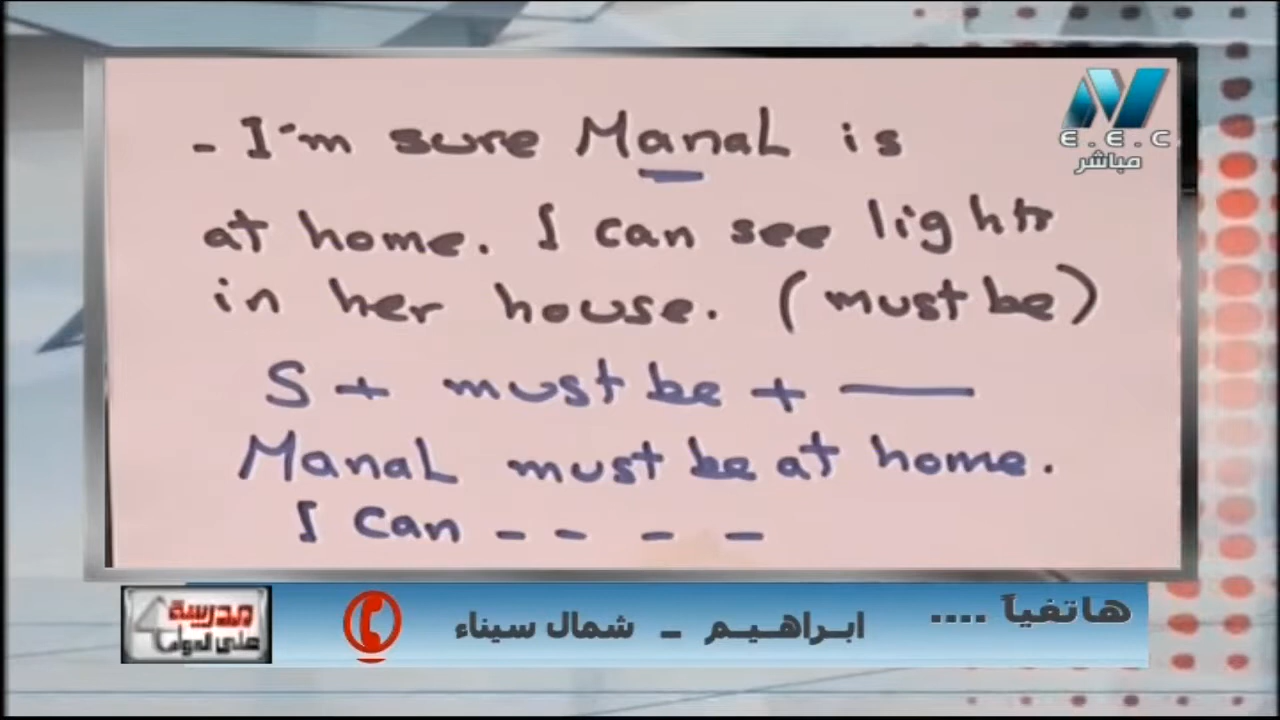 - I'm sure Manal is
at home. I can see lights
in her house. (must be)
S + must be + —
Manal must be at home.
I can - - - -
E.E.C
مباشر
هاتفياً ....
ابراهيم - شمال سيناء
مدرسة
على الهواء